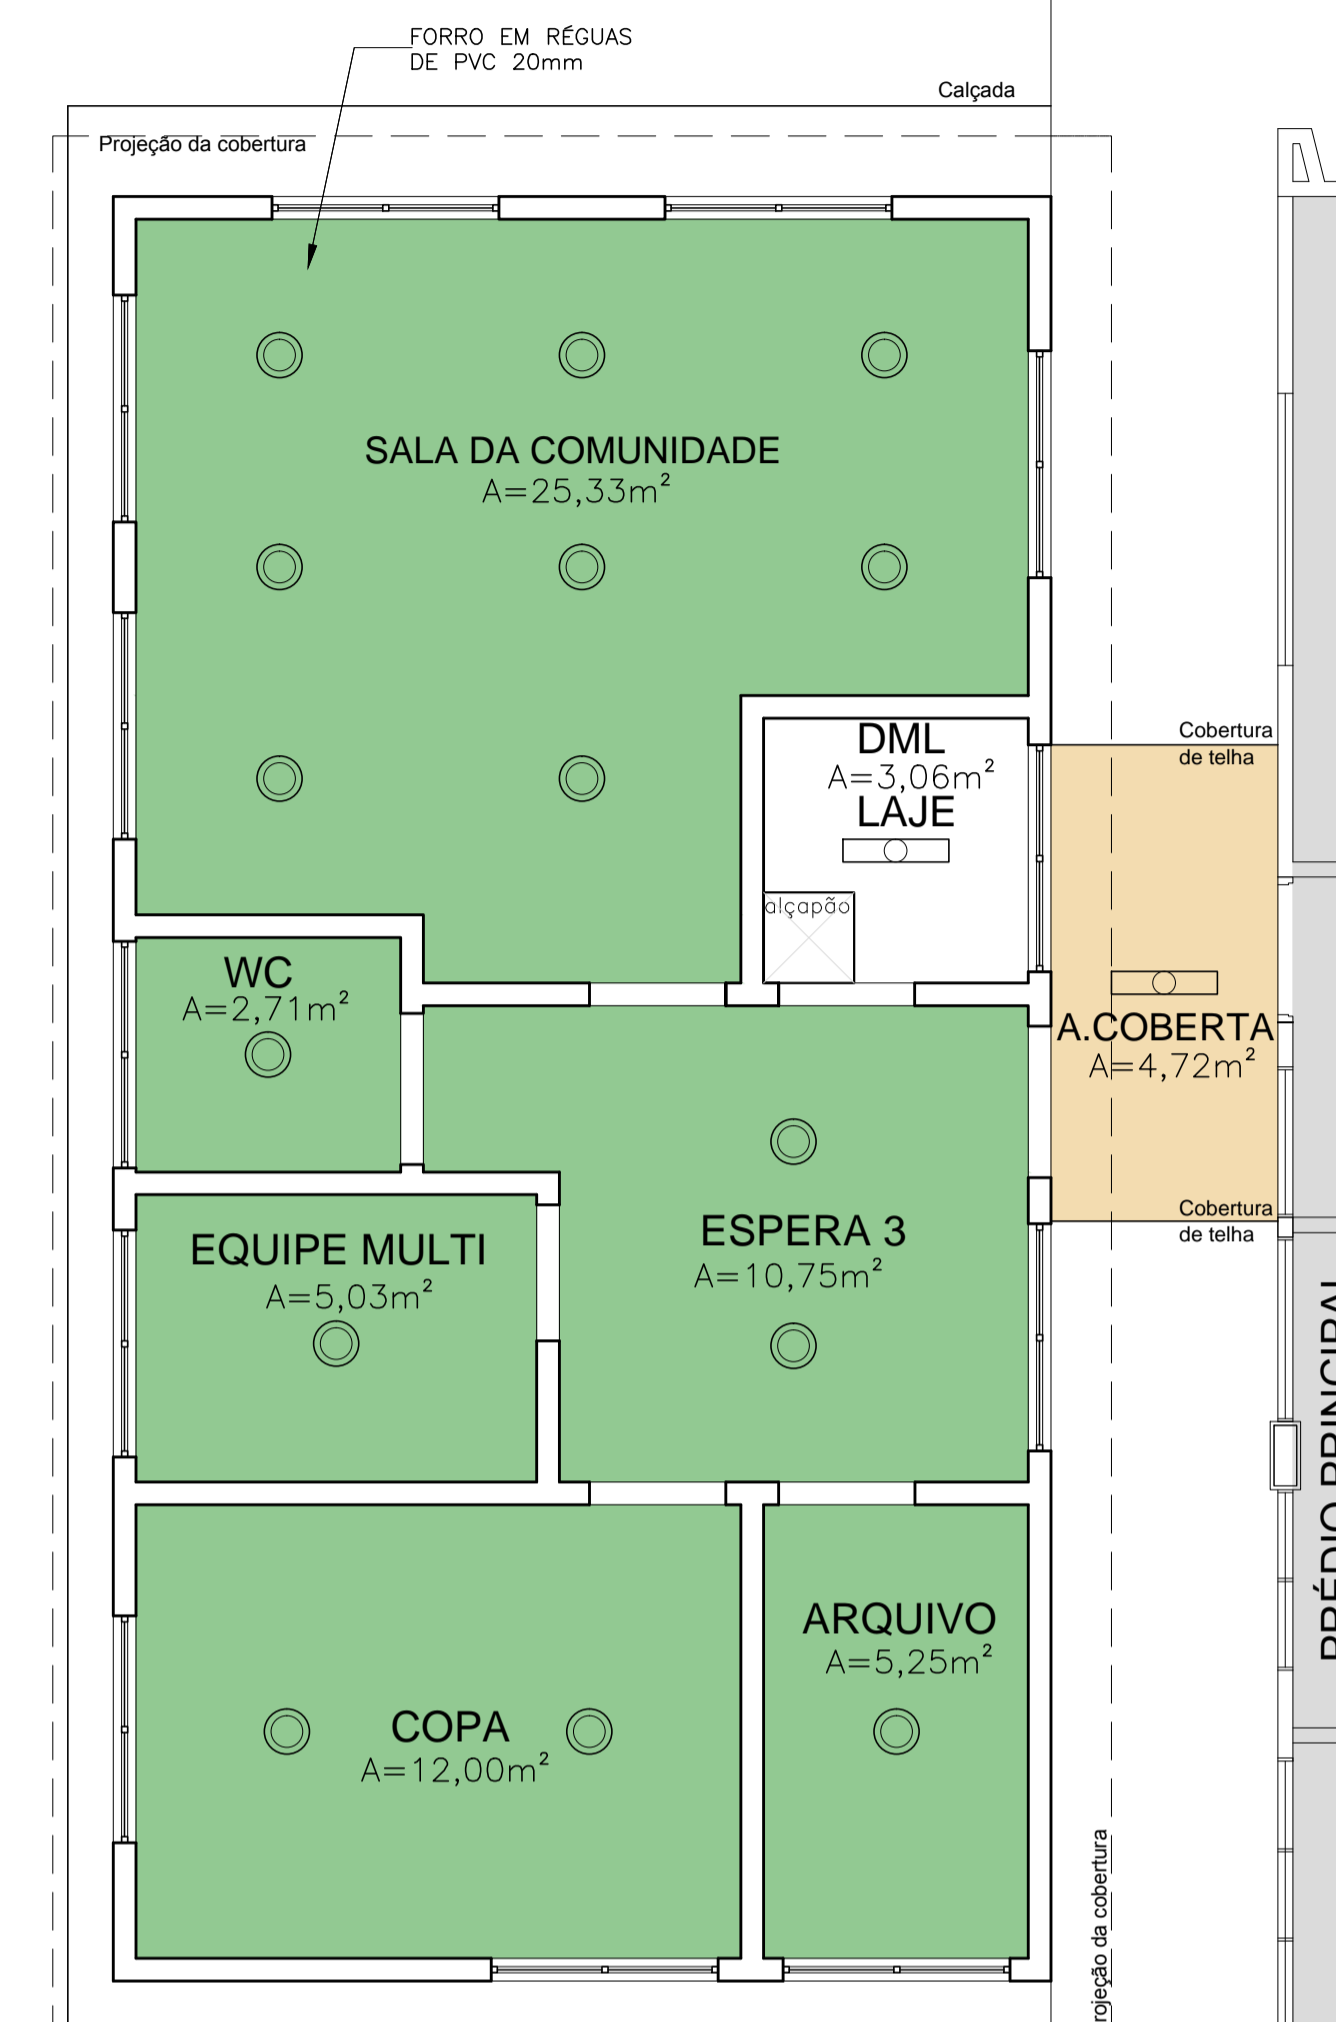 FORRO EM RÉGUAS
DE PVC 20mm
Calçada
Projeção da cobertura
SALA DA COMUNIDADE
A=25,33m²
DML
A=3,06m²
LAJE
alçapão
Cobertura
de telha
WC
A=2,71m²
A.COBERTA
A=4,72m²
EQUIPE MULTI
A=5,03m²
ESPERA 3
A=10,75m²
Cobertura
de telha
PRÉDIO PRINCIPAL
ARQUIVO
A=5,25m²
COPA
A=12,00m²
rojeção da cobertura